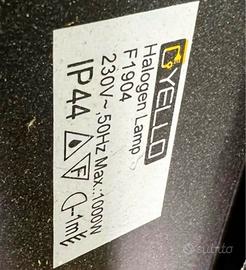 YELLO
Halogen Lamp
F1904
230V~50Hz Max.:1000W
IP44 F 1m
subito